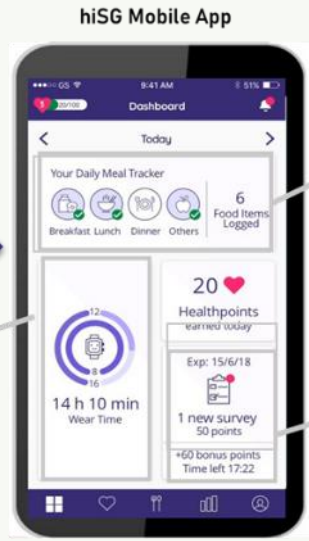 hiSG Mobile App
GS 9:41 AM 51%
20/100 Dashboard
Today
Your Daily Meal Tracker
Breakfast Lunch Dinner Others
6
Food Items
Logged
12
8
16
14 h 10 min
Wear Time
20
Healthpoints
earned today
Exp: 15/6/18
1 new survey
50 points
+60 bonus points
Time left 17:22